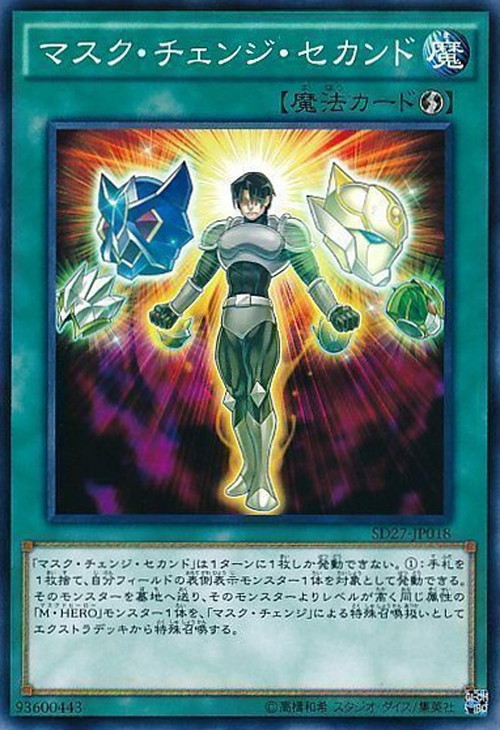 マスク・チェンジ・セカンド 魔
【魔法カード】
SD27-JP018
「マスク・チェンジ・セカンド」は1ターンに1枚しか発動できない。①:手札を
1枚捨て、自分フィールドの表側表示モンスター1体を対象として発動できる。
そのモンスターを墓地へ送り、そのモンスターよりレベルが高く同じ属性の
「M・HERO」モンスター1体を、「マスク・チェンジ」による特殊召喚扱いとして
エクストラデッキから特殊召喚する。
93600443 ©高橋和希 スタジオ・ダイス/集英社